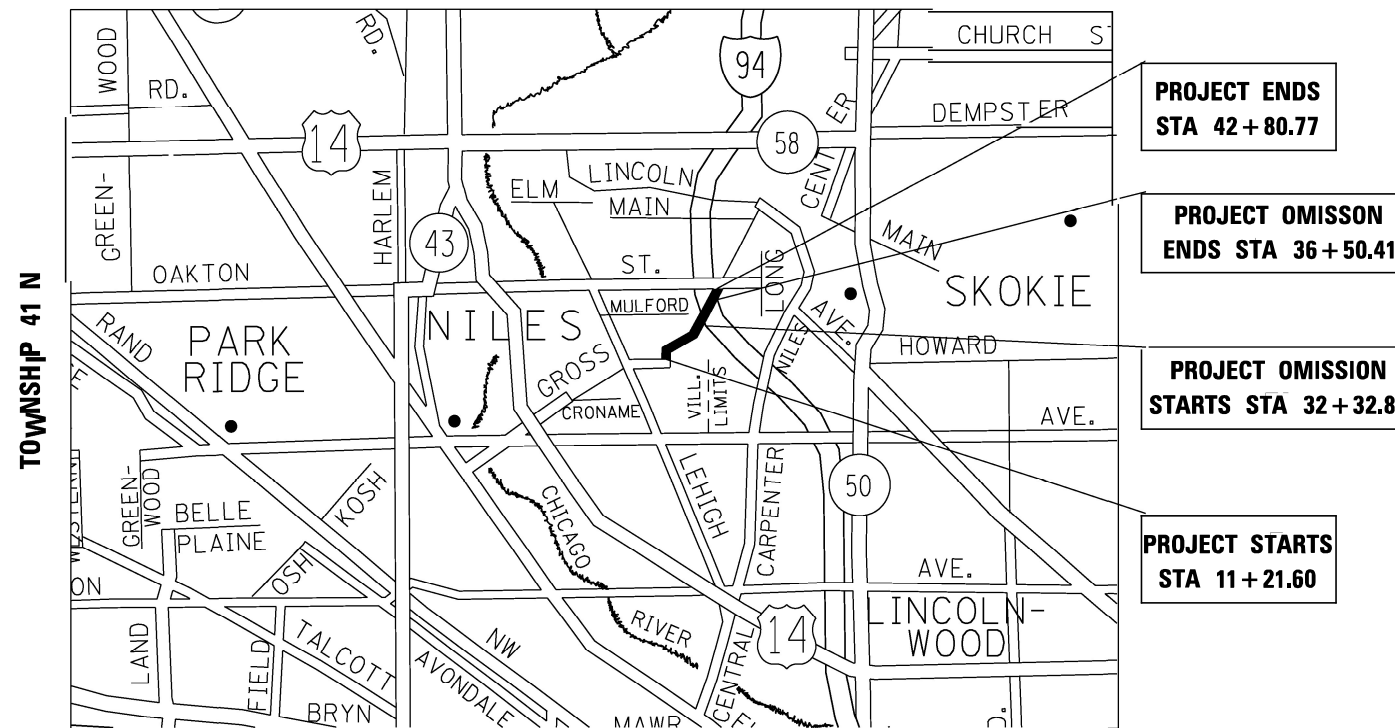 WOOD
RD.
RD.
94
CHURCH S
14
58
CENT
ER
DEMPSTER
GREEN-
HARLEM
ELM
LINCOLN
MAIN
43
OAKTON
ST.
MAIN
SKOKIE
LONG
MULFORD
RAND
PARK
RIDGE
NILES
GROSS
AVE.
NILES
HOWARD
VILL.
LIMITS
CRONAME
AVE.
GREEN-
WOOD
BELLE
PLAINE
KOSH
OSH
LEHIGH
CARPENTER
50
CHICAGO
RIVER
ON
AVE.
LINCOLN-
WOOD
14
LAND
FIELD
TALCOTT
NW
AVONDALE
CENTRAL
BRYN
MAWR
TOWNSHIP 41 N
PROJECT ENDS
STA 42+80.77
PROJECT OMISSON
ENDS STA 36+50.41
PROJECT OMISSION
STARTS STA 32+32.8
PROJECT STARTS
STA 11+21.60